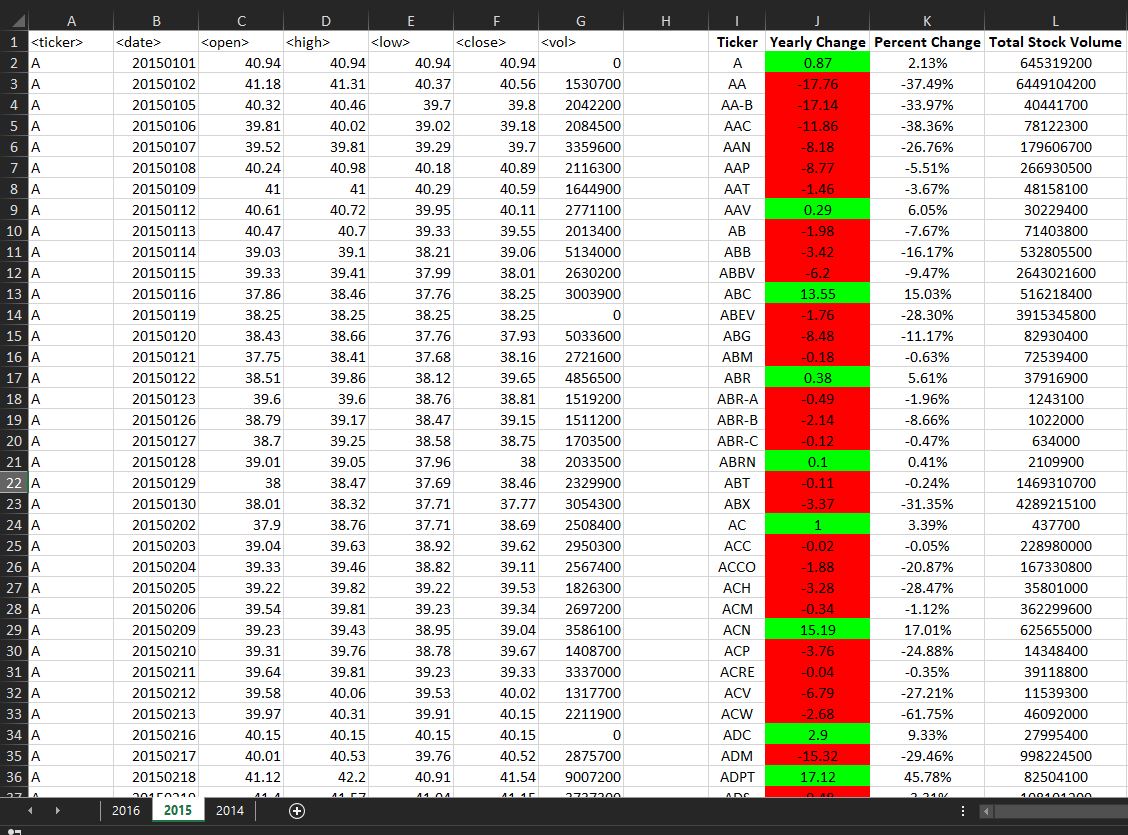 A B C D E F G H I J K L
1 <ticker> <date> <open> <high> <low> <close> <vol> Ticker Yearly Change Percent Change Total Stock Volume
2 A 20150101 40.94 40.94 40.94 40.94 0 A 0.87 2.13% 645319200
3 A 20150102 41.18 41.31 40.37 40.56 1530700 AA -17.76 -37.49% 6449104200
4 A 20150105 40.32 40.46 39.7 39.8 2042200 AA-B -17.14 -33.97% 40441700
5 A 20150106 39.81 40.02 39.02 39.18 2084500 AAC -11.86 -38.36% 78122300
6 A 20150107 39.52 39.81 39.29 39.7 3359600 AAN -8.18 -26.76% 179606700
7 A 20150108 40.24 40.98 40.18 40.89 2116300 AAP -8.77 -5.51% 266930500
8 A 20150109 41 41 40.29 40.59 1644900 AAT -1.46 -3.67% 48158100
9 A 20150112 40.61 40.72 39.95 40.11 2771100 AAV 0.29 6.05% 30229400
10 A 20150113 40.47 40.7 39.33 39.55 2013400 AB -1.98 -7.67% 71403800
11 A 20150114 39.03 39.1 38.21 39.06 5134000 ABB -3.42 -16.17% 532805500
12 A 20150115 39.33 39.41 37.99 38.01 2630200 ABBV -6.2 -9.47% 2643021600
13 A 20150116 37.86 38.46 37.76 38.25 3003900 ABC 13.55 15.03% 516218400
14 A 20150119 38.25 38.25 38.25 38.25 0 ABEV -1.76 -28.30% 3915345800
15 A 20150120 38.43 38.66 37.76 37.93 5033600 ABG -8.48 -11.17% 82930400
16 A 20150121 37.75 38.41 37.68 38.16 2721600 ABM -0.18 -0.63% 72539400
17 A 20150122 38.51 39.86 38.12 39.65 4856500 ABR 0.38 5.61% 37916900
18 A 20150123 39.6 39.6 38.76 38.81 1519200 ABR-A -0.49 -1.96% 1243100
19 A 20150126 38.79 39.17 38.47 39.15 1511200 ABR-B -2.14 -8.66% 1022000
20 A 20150127 38.7 39.25 38.58 38.75 1703500 ABR-C -0.12 -0.47% 634000
21 A 20150128 39.01 39.05 37.96 38 2033500 ABRN 0.1 0.41% 2109900
22 A 20150129 38 38.47 37.69 38.46 2329900 ABT -0.11 -0.24% 1469310700
23 A 20150130 38.01 38.32 37.71 37.77 3054300 ABX -3.37 -31.35% 4289215100
24 A 20150202 37.9 38.76 37.71 38.69 2508400 AC 1 3.39% 437700
25 A 20150203 39.04 39.63 38.92 39.62 2950300 ACC -0.02 -0.05% 228980000
26 A 20150204 39.33 39.46 38.82 39.11 2567400 ACCO -1.88 -20.87% 167330800
27 A 20150205 39.22 39.82 39.22 39.53 1826300 ACH -3.28 -28.47% 35801000
28 A 20150206 39.54 39.81 39.23 39.34 2697200 ACM -0.34 -1.12% 362299600
29 A 20150209 39.23 39.43 38.95 39.04 3586100 ACN 15.19 17.01% 625655000
30 A 20150210 39.31 39.76 38.78 39.67 1408700 ACP -3.76 -24.88% 14348400
31 A 20150211 39.64 39.81 39.23 39.33 3337000 ACRE -0.04 -0.35% 39118800
32 A 20150212 39.58 40.06 39.53 40.02 1317700 ACV -6.79 -27.21% 11539300
33 A 20150213 39.97 40.31 39.91 40.15 2211900 ACW -2.68 -61.75% 46092000
34 A 20150216 40.15 40.15 40.15 40.15 0 ADC 2.9 9.33% 27995400
35 A 20150217 40.01 40.53 39.76 40.52 2875700 ADM -15.32 -29.46% 998224500
36 A 20150218 41.12 42.2 40.91 41.54 9007200 ADPT 17.12 45.78% 82504100
2016 2015 2014